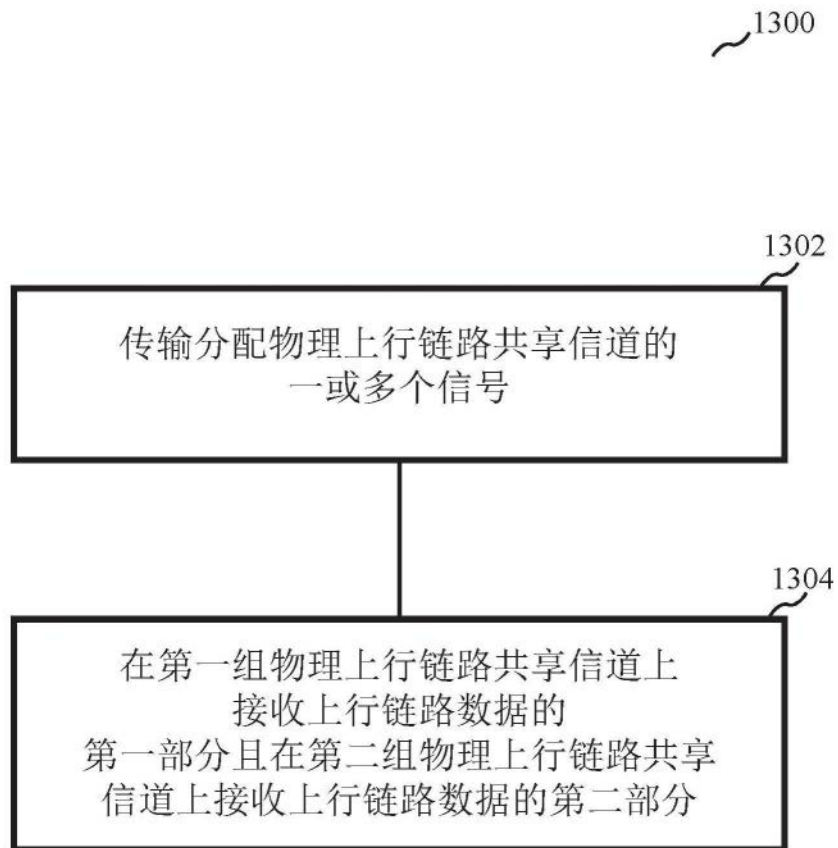 1300
1302
传输分配物理上行链路共享信道的
一或多个信号
1304
在第一组物理上行链路共享信道上
接收上行链路数据的
第一部分且在第二组物理上行链路共享
信道上接收上行链路数据的第二部分